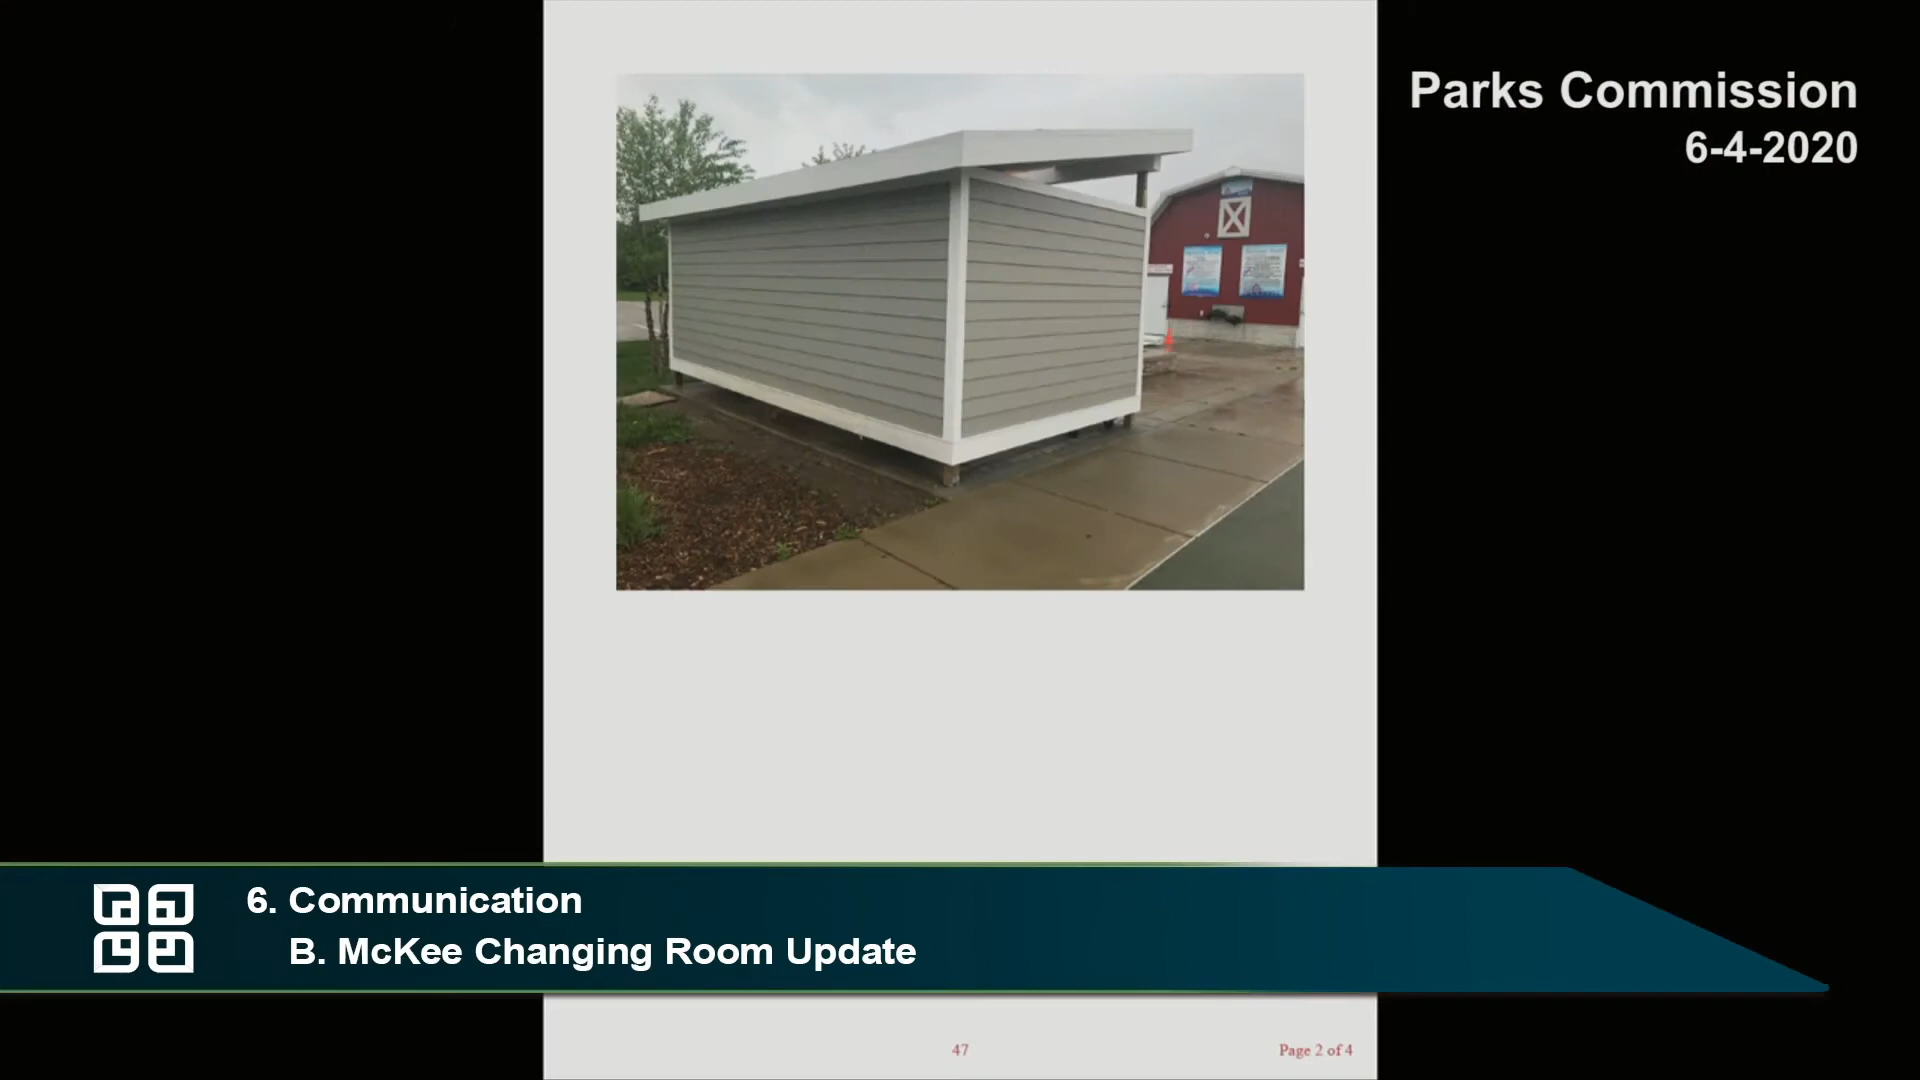 Parks Commission
6-4-2020
6. Communication
B. McKee Changing Room Update
47
Page 2 of 4